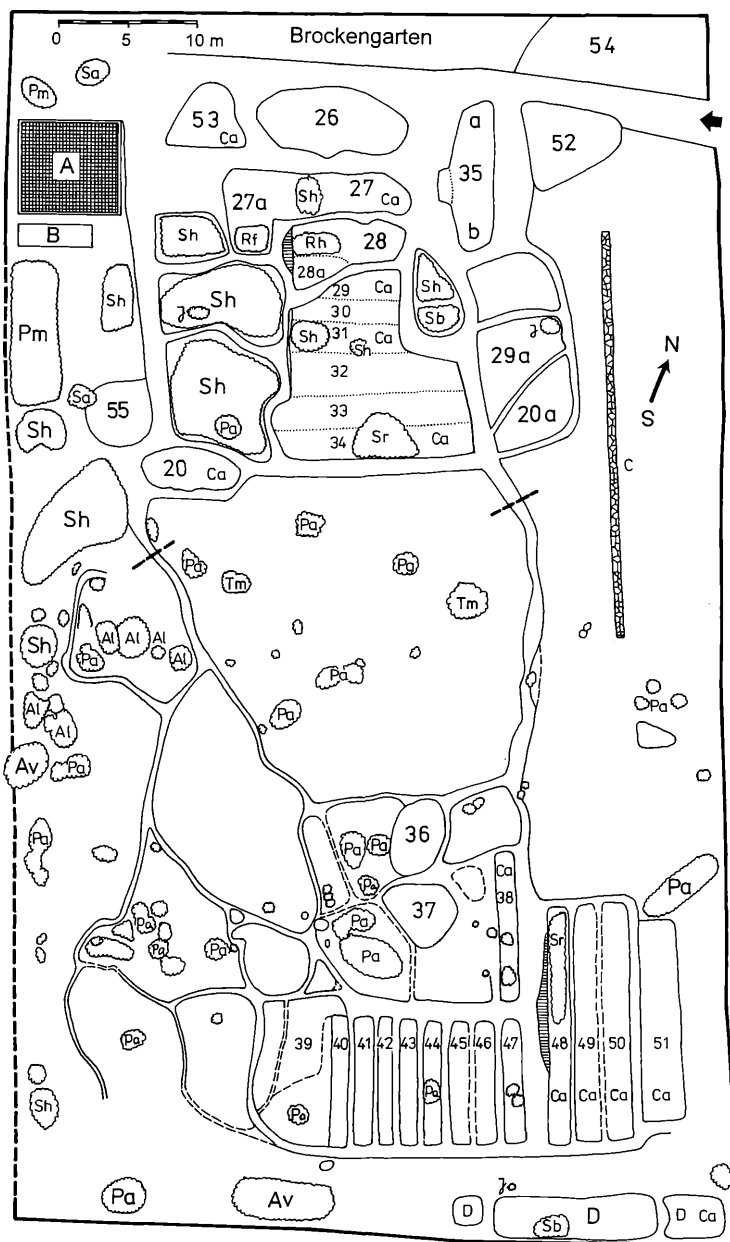 0 5 10 m
Brockengarten
54
Pm
Sa
53
Ca
26
a
35
b
52
A
B
27a
Sh
27
Ca
Sh
Rf
Rh
28
28a
Sh
Sb
Pm
Sh
J
Sh
29
Ca
30
Sh
31
Ca
Sh
32
33
34
Sr
Ca
J
29a
20a
N
S
C
Sa
55
Sh
Sh
Pa
20
Ca
Sh
Pa
Pa
Pa
Tm
Tm
Al
Al
Al
Al
Pa
Sh
Pa
Pa
Al
Al
Av
Pa
Pa
Pa
Pa
Pa
36
Pa
Ca
38
Pa
37
Pa
Pa
Pa
Pa
Pa
Sr
Pa
39
40
41
42
43
44
45
46
47
48
49
50
51
Pa
Pa
Ca
Ca
Ca
Ca
Sh
Pa
Av
D
J
Sb
D
D
Ca